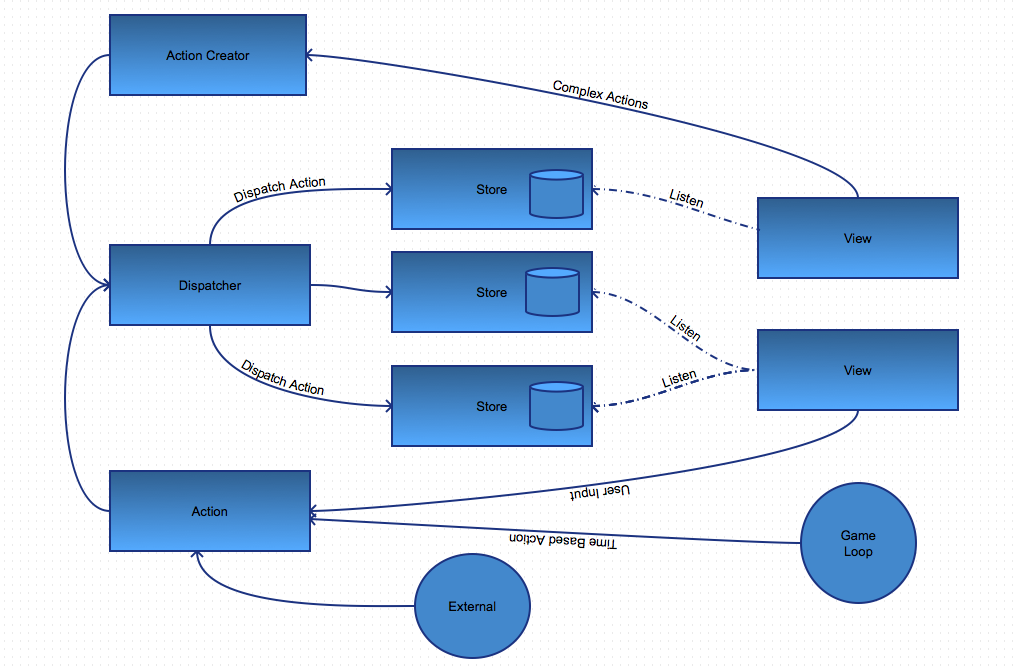 Action Creator
Complex Actions
Dispatch Action
Store
Listen
View
Dispatcher
Store
Listen
View
Dispatch Action
Store
Listen
Action
User Input
Time Based Action
Game
Loop
External